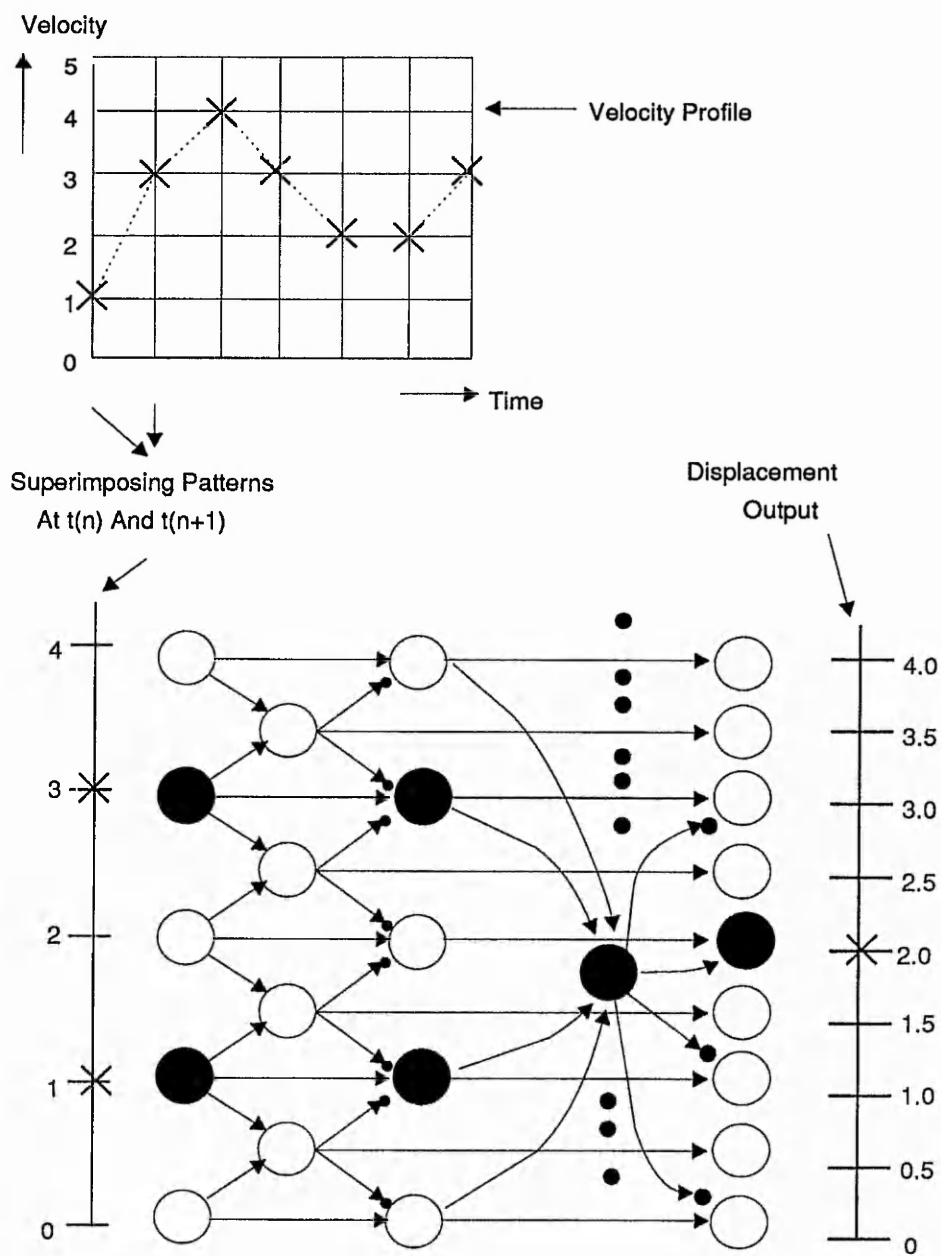 Velocity
5
4
3
2
1
0
Velocity Profile
Time
Superimposing Patterns
At t(n) And t(n+1)
Displacement
Output
4
3
2
1
0
4.0
3.5
3.0
2.5
2.0
1.5
1.0
0.5
0